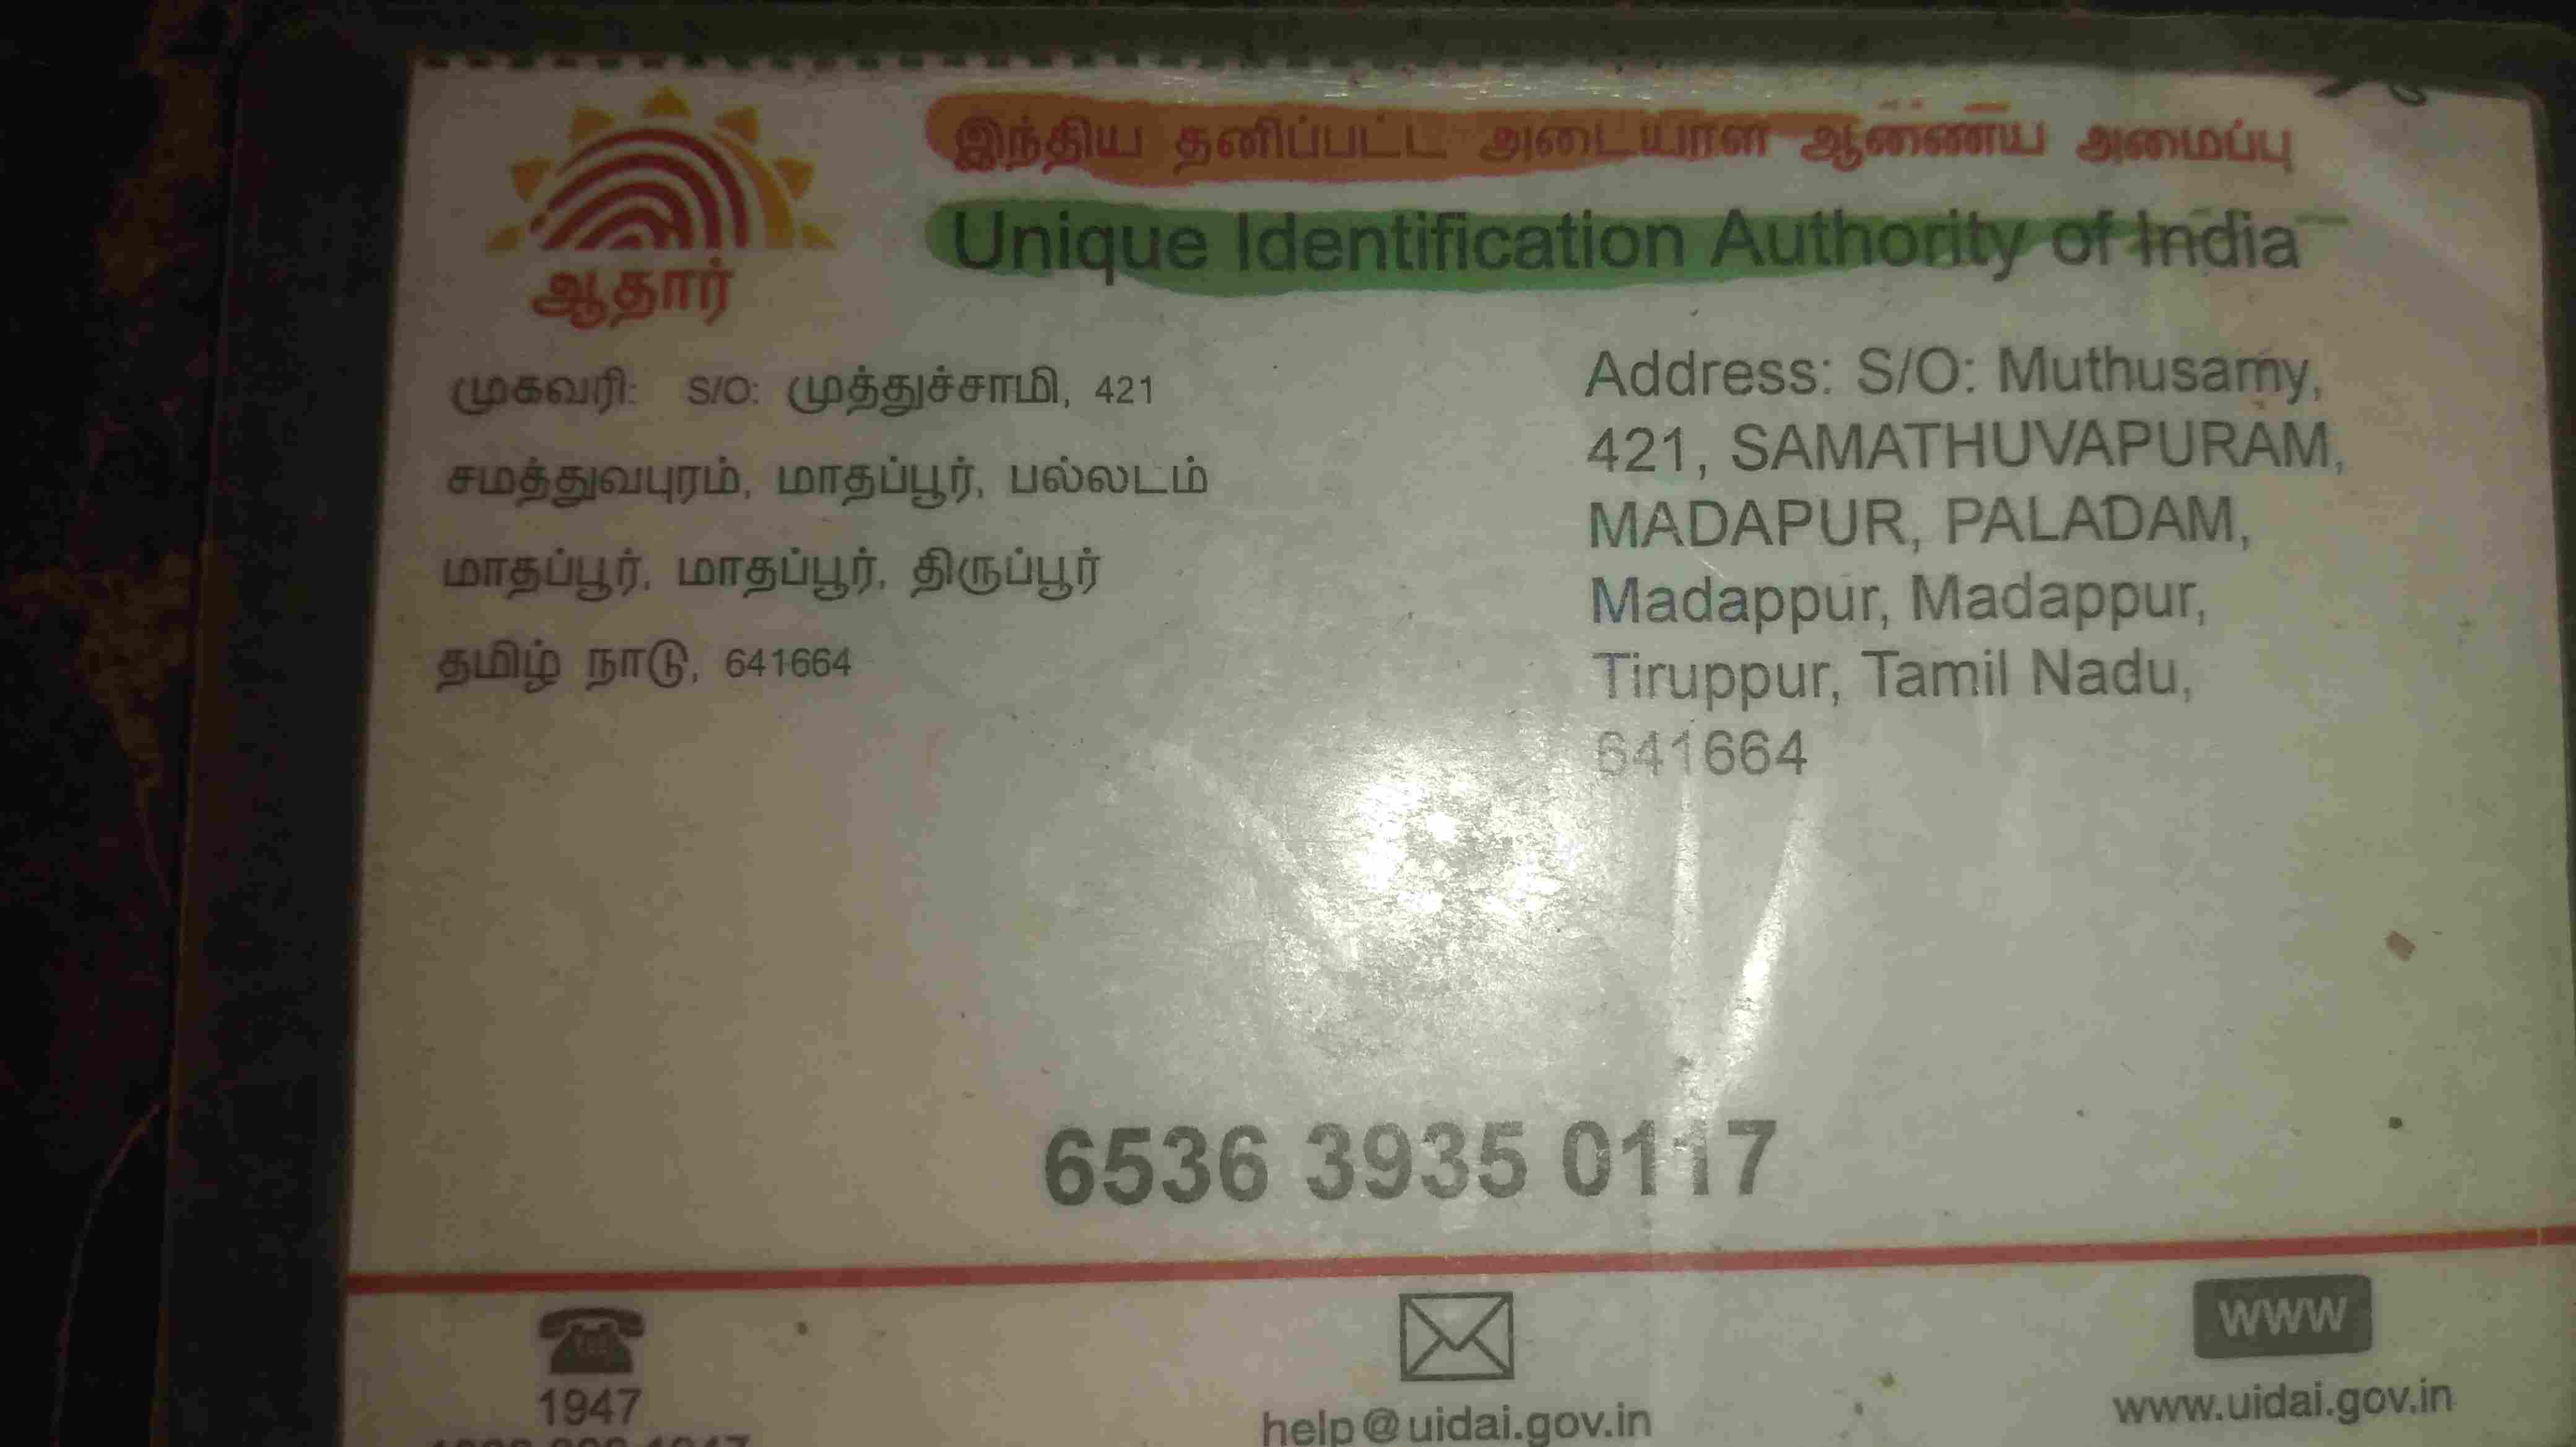 இந்திய தனிப்பட்ட அடையாள ஆணைய அமைப்பு
Unique Identification Authority of India
ஆதார்
முகவரி: S/O: முத்துச்சாமி, 421
சமத்துவபுரம், மாதப்பூர், பல்லடம்
மாதப்பூர், மாதப்பூர், திருப்பூர்
தமிழ் நாடு, 641664
Address: S/O: Muthusamy,
421, SAMATHUVAPURAM,
MADAPUR, PALADAM,
Madappur, Madappur,
Tiruppur, Tamil Nadu,
641664
6536 3935 0117
1947
help@uidai.gov.in
WWW
www.uidai.gov.in